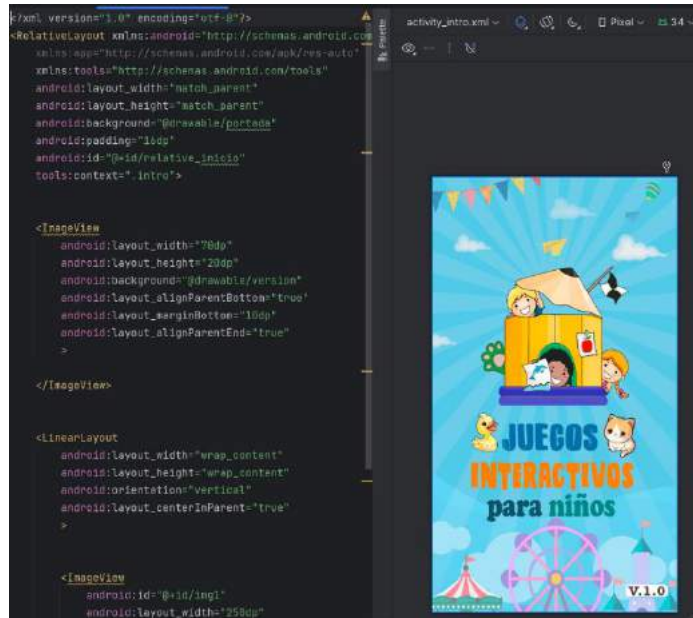 <?xml version="1.0" encoding="utf-8"?>
<RelativeLayout xmlns:android="http://schemas.android.com
xmlns:app="http://schemas.android.com/apk/res-auto"
xmlns:tools="http://schemas.android.com/tools"
android:layout_width="match_parent"
android:layout_height="match_parent"
android:background="@drawable/portada"
android:padding="16dp"
android:id="@+id/relative_inicio"
tools:context=".intro">
<ImageView
android:layout_width="70dp"
android:layout_height="20dp"
android:background="@drawable/version"
android:layout_alignParentBottom="true"
android:layout_marginBottom="10dp"
android:layout_alignParentEnd="true"
>
</ImageView>
<LinearLayout
android:layout_width="wrap_content"
android:layout_height="wrap_content"
android:orientation="vertical"
android:layout_centerInParent="true"
>
<ImageView
android:id="@+id/img1"
android:layout_width="250dp"
Palette
activity_intro.xml
Pixel
34
JUEGOS
INTERACTIVOS
para niños
V.1.0